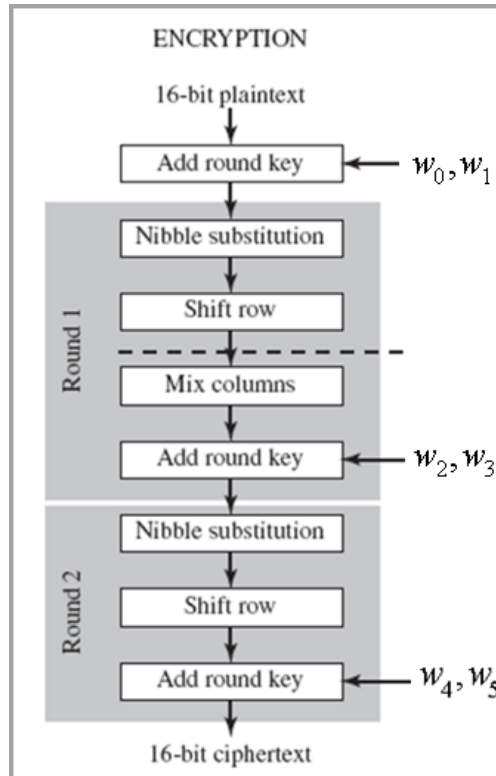 ENCRYPTION
16-bit plaintext
Add round key
w0, w1
Nibble substitution
Shift row
Round 1
Mix columns
Add round key
w2, w3
Nibble substitution
Shift row
Round 2
Add round key
w4, w5
16-bit ciphertext